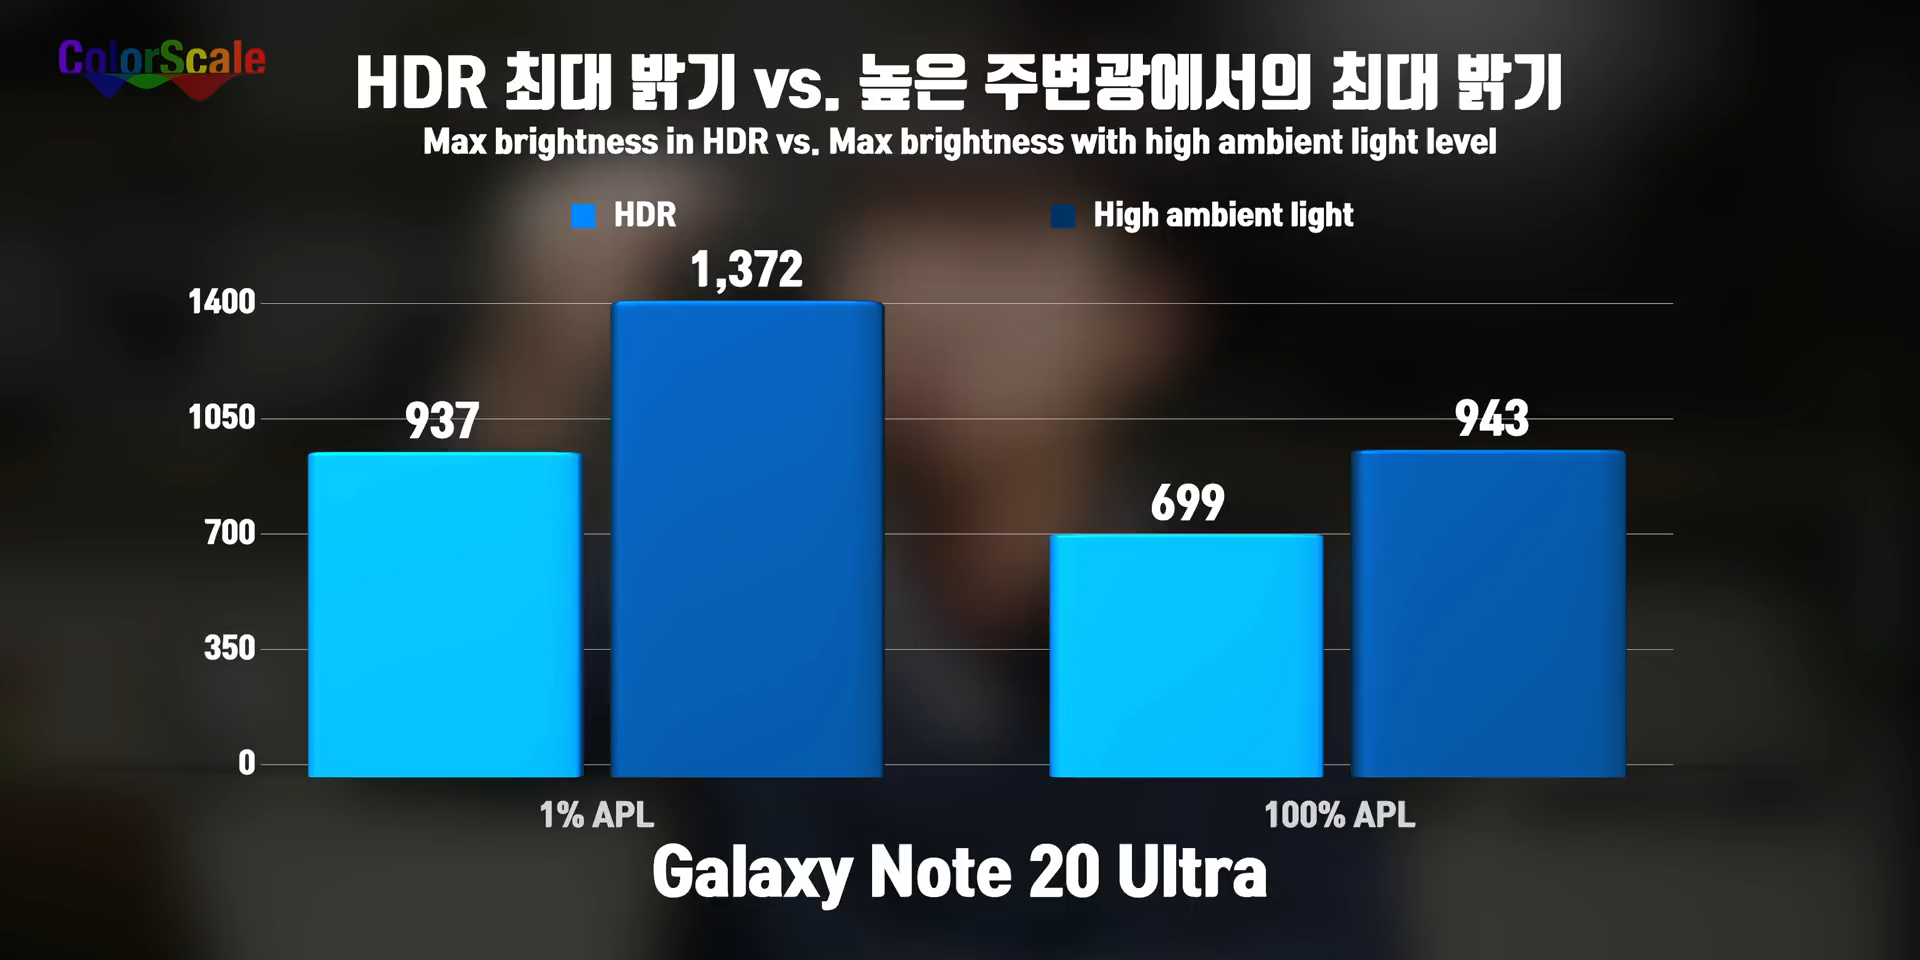 ColorScale
HDR 최대 밝기 vs. 높은 주변광에서의 최대 밝기
Max brightness in HDR vs. Max brightness with high ambient light level
HDR
High ambient light
1,372
1400
1050
937
943
699
700
350
0
1% APL
100% APL
Galaxy Note 20 Ultra